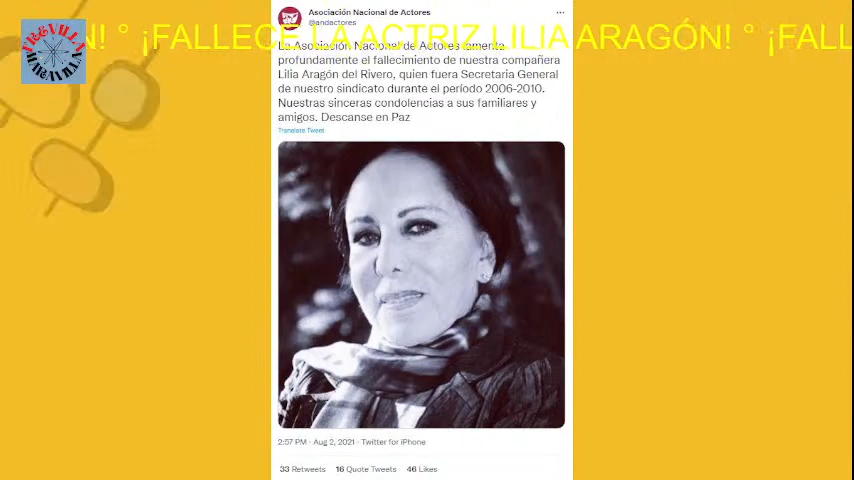 Asociación Nacional de Actores
@andactores
N! ° ¡FALLECE LA ACTRIZ LILIA ARAGÓN! ° ¡FALL
La Asociación Nacional de Actores lamenta
profundamente el fallecimiento de nuestra compañera
Lilia Aragón del Rivero, quien fuera Secretaria General
de nuestro sindicato durante el período 2006-2010.
Nuestras sinceras condolencias a sus familiares y
amigos. Descanse en Paz
Translate Tweet
2:57 PM · Aug 2, 2021 · Twitter for iPhone
33 Retweets 16 Quote Tweets 46 Likes